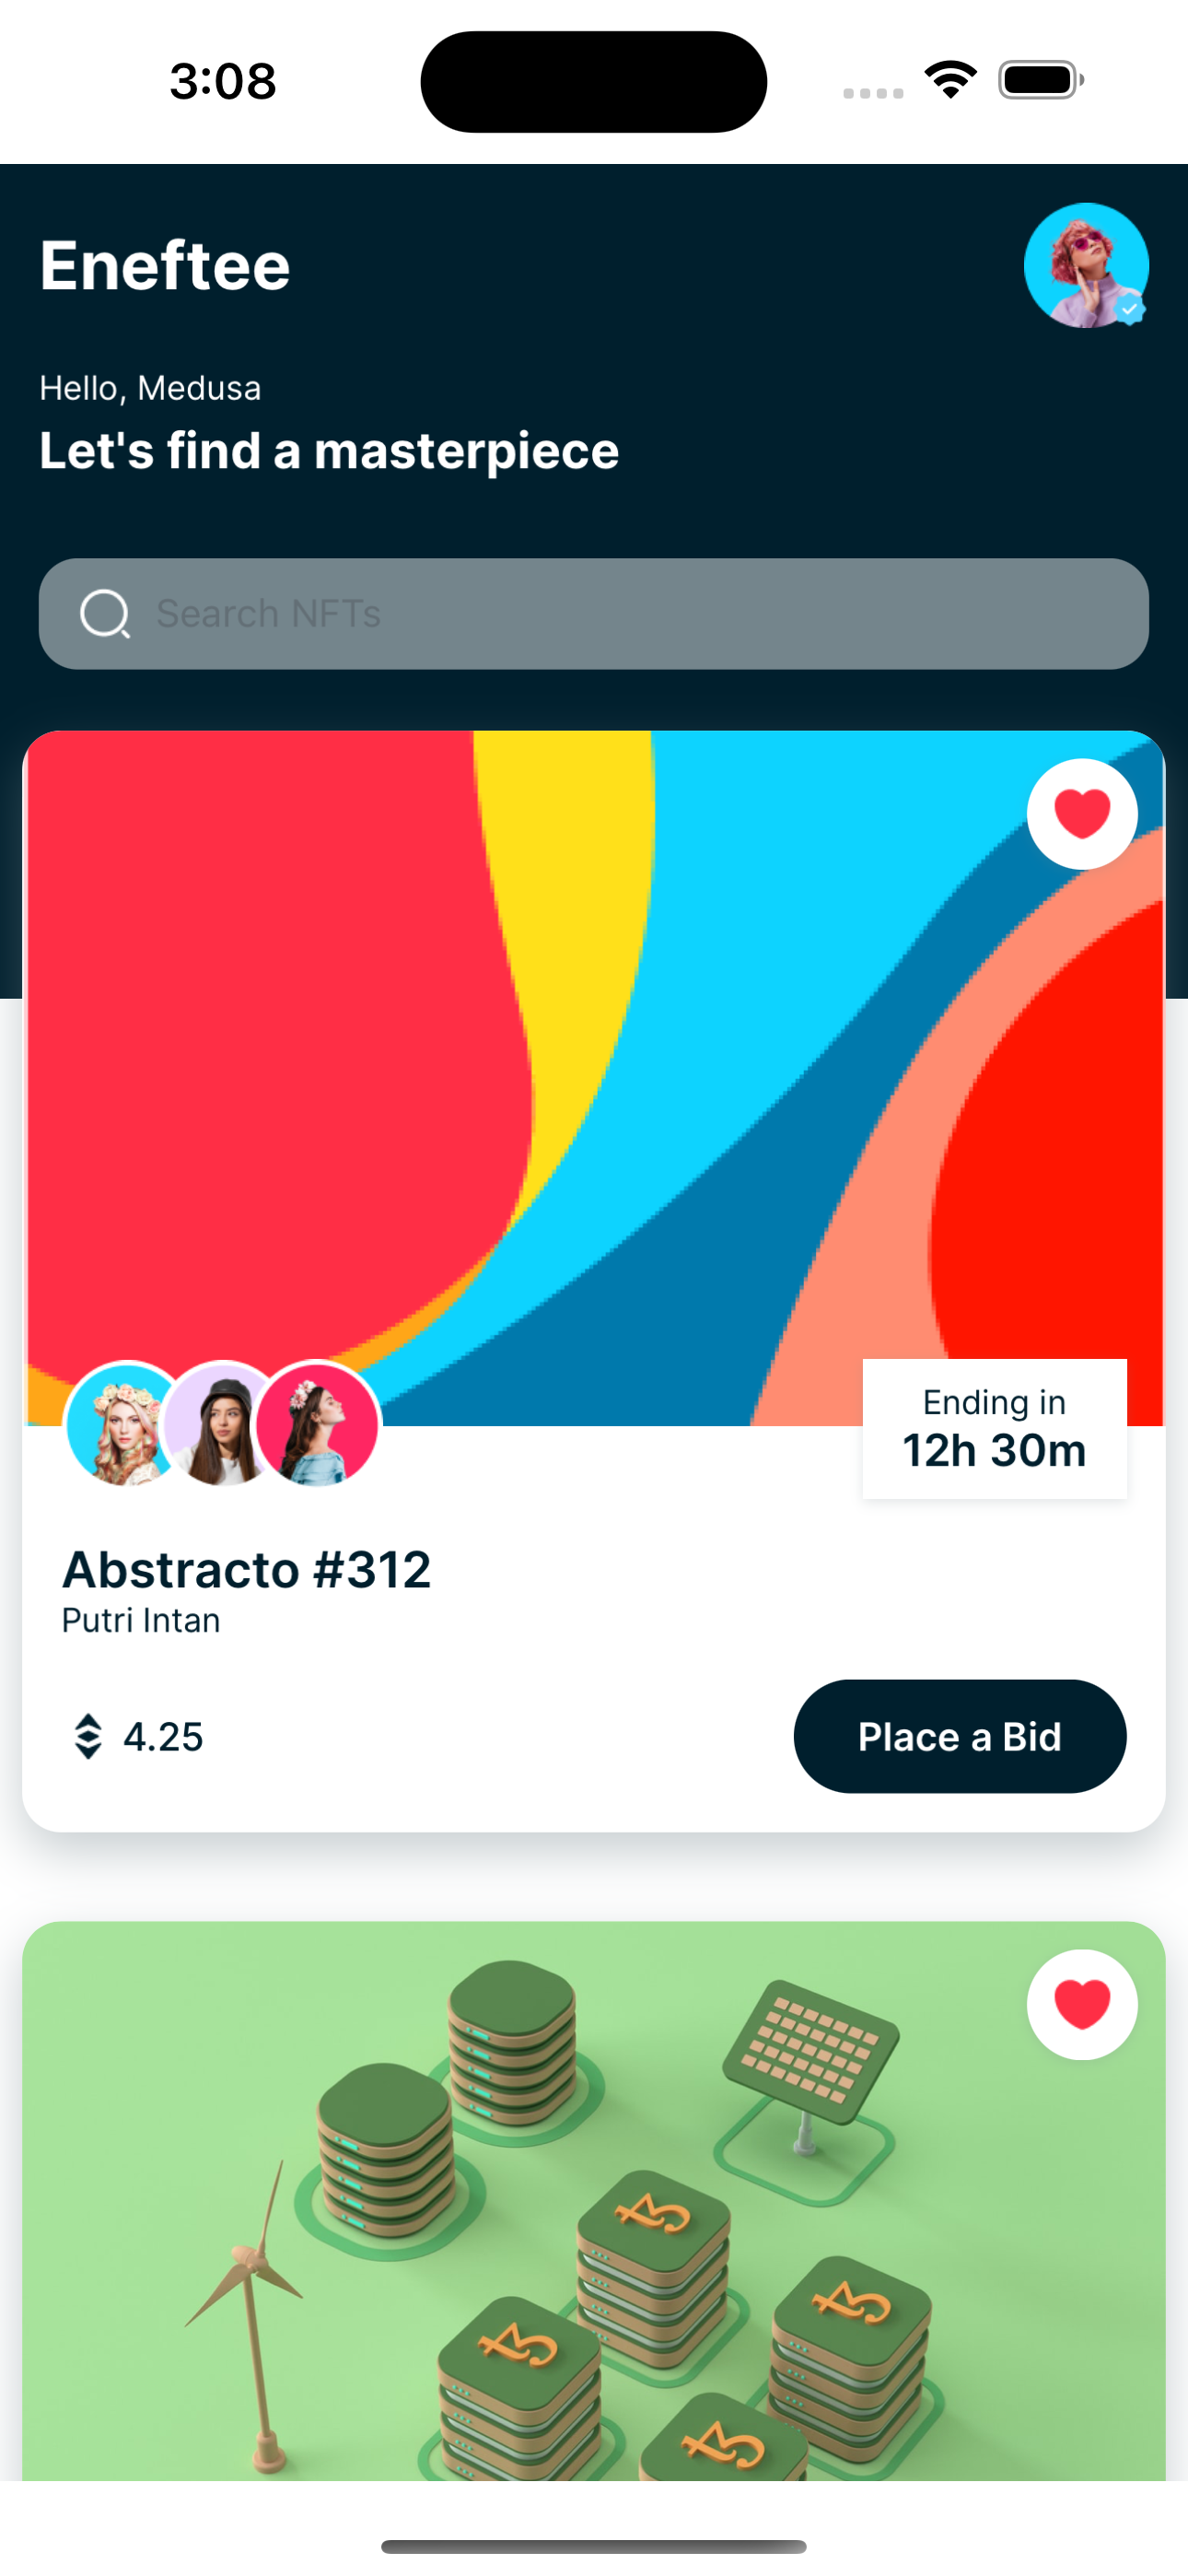 3:08
Eneftee
Hello, Medusa
Let's find a masterpiece
Search NFTs
Ending in
12h 30m
Abstracto #312
Putri Intan
4.25
Place a Bid